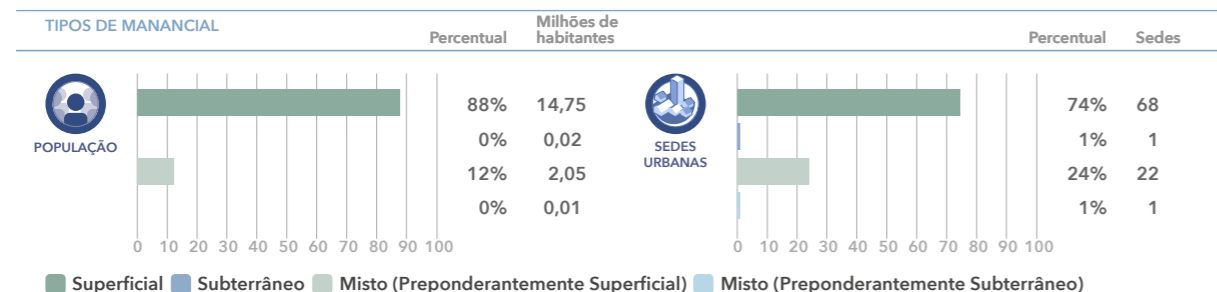 TIPOS DE MANANCIAL Percentual Milhões de habitantes Percentual Sedes
POPULAÇÃO
88% 14,75
0% 0,02
12% 2,05
0% 0,01
0 10 20 30 40 50 60 70 80 90 100
SEDES
URBANAS
74% 68
1% 1
24% 22
1% 1
0 10 20 30 40 50 60 70 80 90 100
Superficial Subterrâneo Misto (Preponderantemente Superficial) Misto (Preponderantemente Subterrâneo)